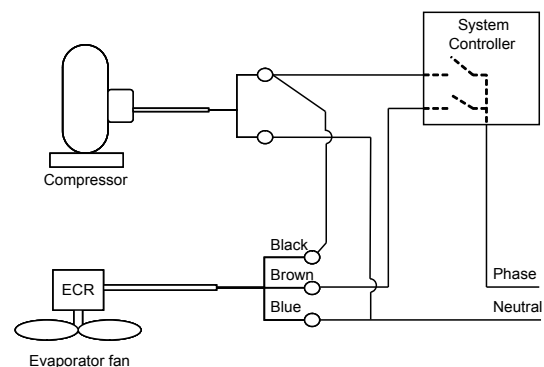 System
Controller
Compressor
Black
Brown
Phase
ECR
Blue
Neutral
Evaporator fan